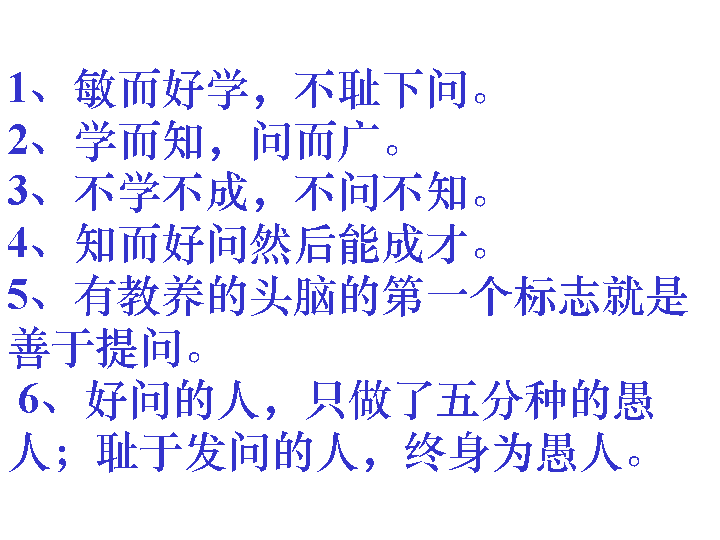 1、敏而好学，不耻下问。
2、学而知，问而广。
3、不学不成，不问不知。
4、知而好问然后能成才。
5、有教养的头脑的第一个标志就是
善于提问。
6、好问的人，只做了五分种的愚
人；耻于发问的人，终身为愚人。